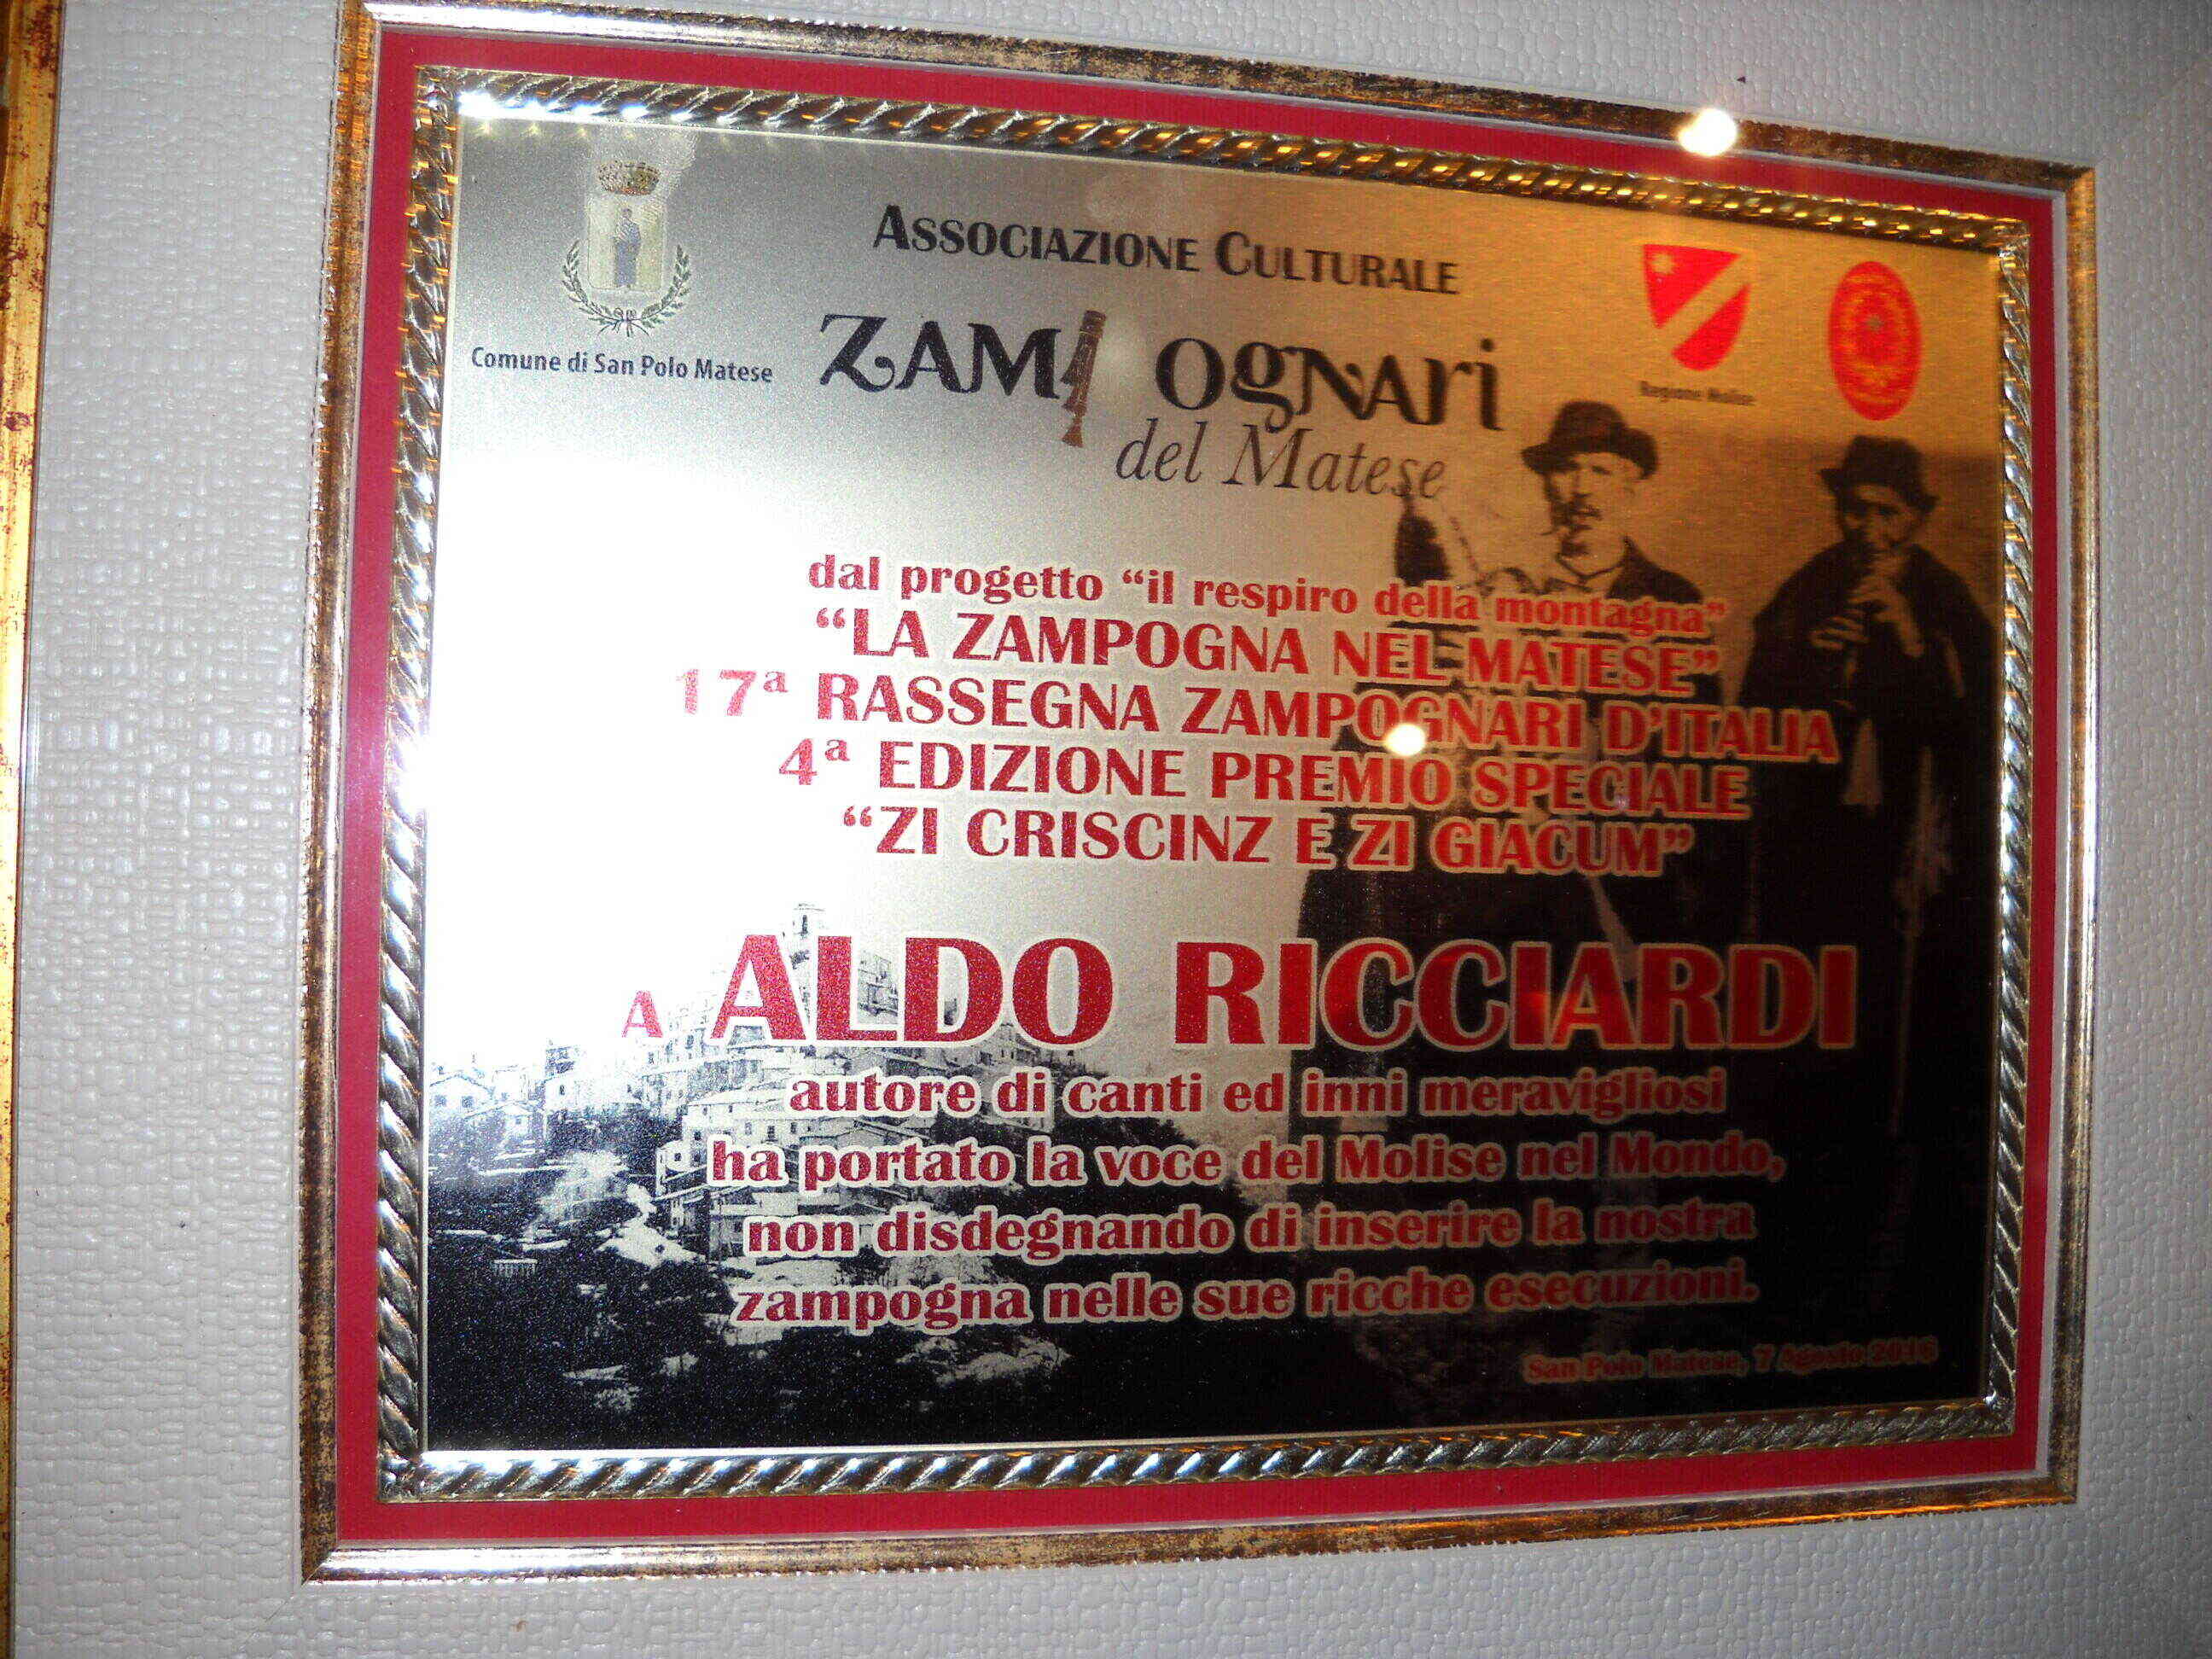 Associazione Culturale
Comune di San Polo Matese
Zampognari
del Matese
Regione Molise
dal progetto “il respiro della montagna”
“LA ZAMPOGNA NEL MATESE”
17ª RASSEGNA ZAMPOGNARI D’ITALIA
4ª EDIZIONE PREMIO SPECIALE
“ZI CRISCINZ E ZI GIACUM”
A ALDO RICCIARDI
autore di canti ed inni meravigliosi
ha portato la voce del Molise nel Mondo,
non disdegnando di inserire la nostra
zampogna nelle sue ricche esecuzioni.
San Polo Matese, 7 Agosto 2016